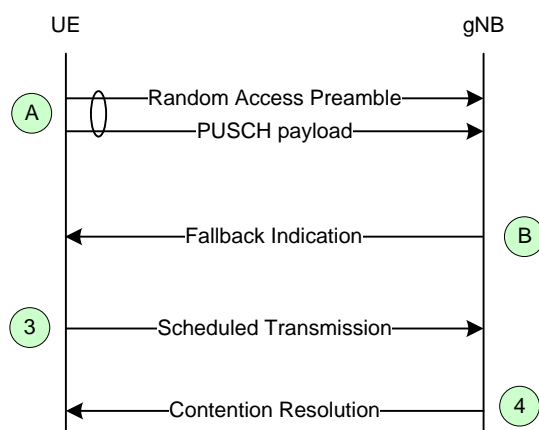 UE gNB
A Random Access Preamble
PUSCH payload
Fallback Indication B
3 Scheduled Transmission
Contention Resolution 4